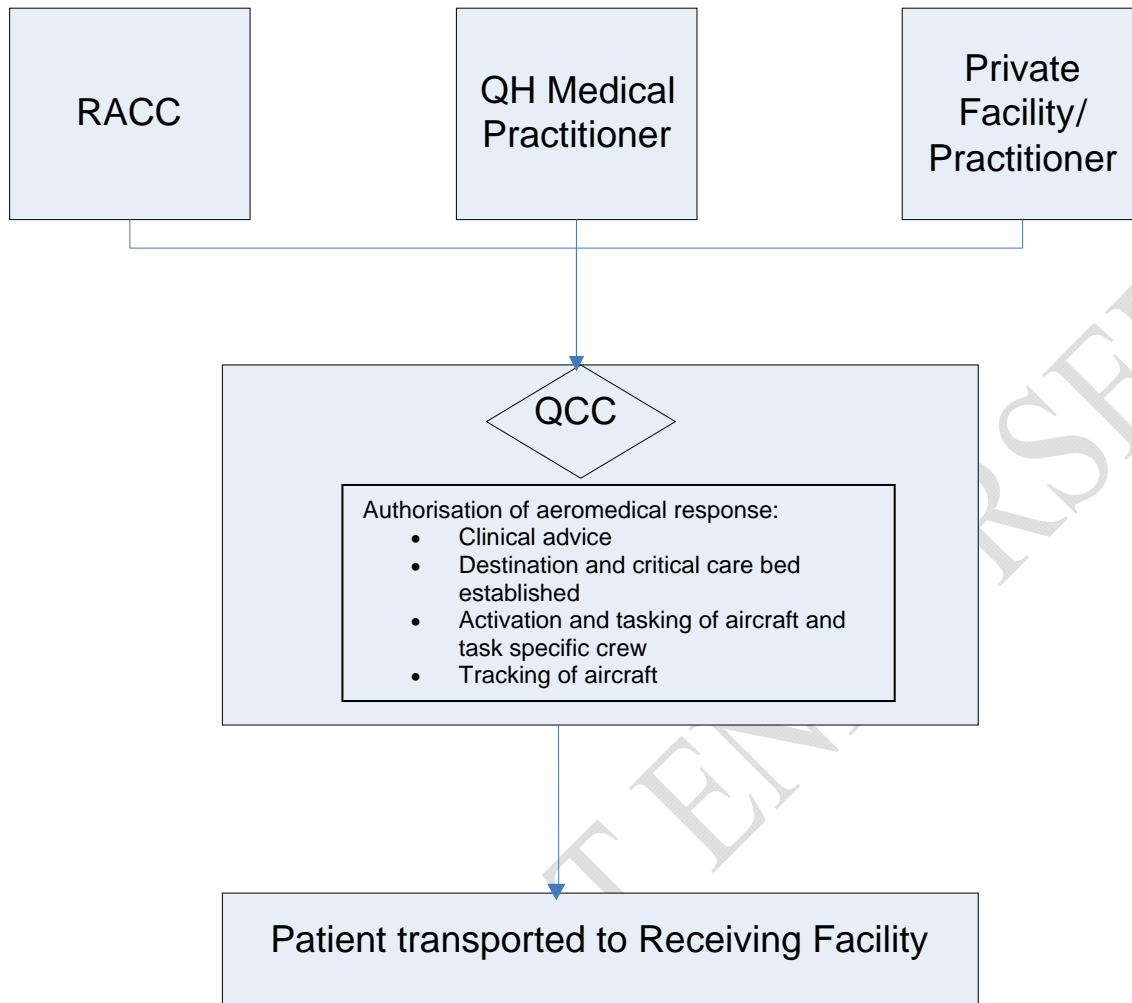 RACC
QH Medical
Practitioner
Private
Facility/
Practitioner
QCC
Authorisation of aeromedical response:
• Clinical advice
• Destination and critical care bed
established
• Activation and tasking of aircraft and
task specific crew
• Tracking of aircraft
Patient transported to Receiving Facility